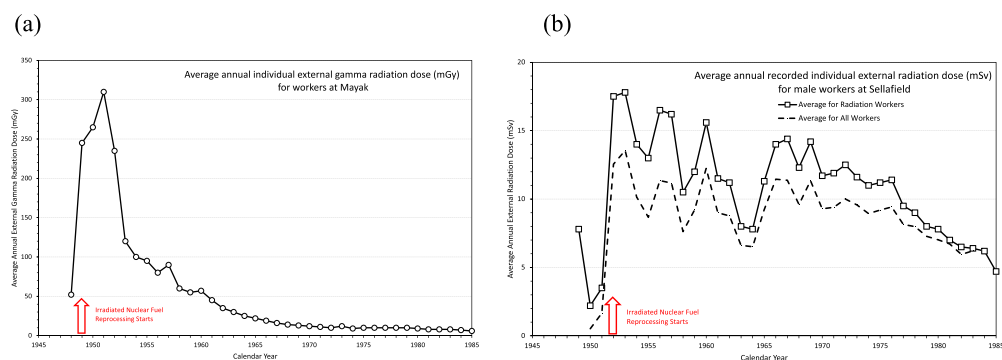 (a)
Average annual individual external gamma radiation dose (mGy)
for workers at Mayak
Average Annual External Gamma Radiation Dose (mGy)
350
300
250
200
150
100
50
0
Irradiated Nuclear Fuel
Reprocessing Starts
1945
1950
1955
1960
1965
1970
1975
1980
1985
Calendar Year
(b)
Average annual recorded individual external radiation dose (mSv)
for male workers at Sellafield
Average for Radiation Workers
Average for All Workers
Average Annual External Radiation Dose (mSv)
20
15
10
5
0
Irradiated Nuclear Fuel
Reprocessing Starts
1945
1950
1955
1960
1965
1970
1975
1980
1985
Calendar Year